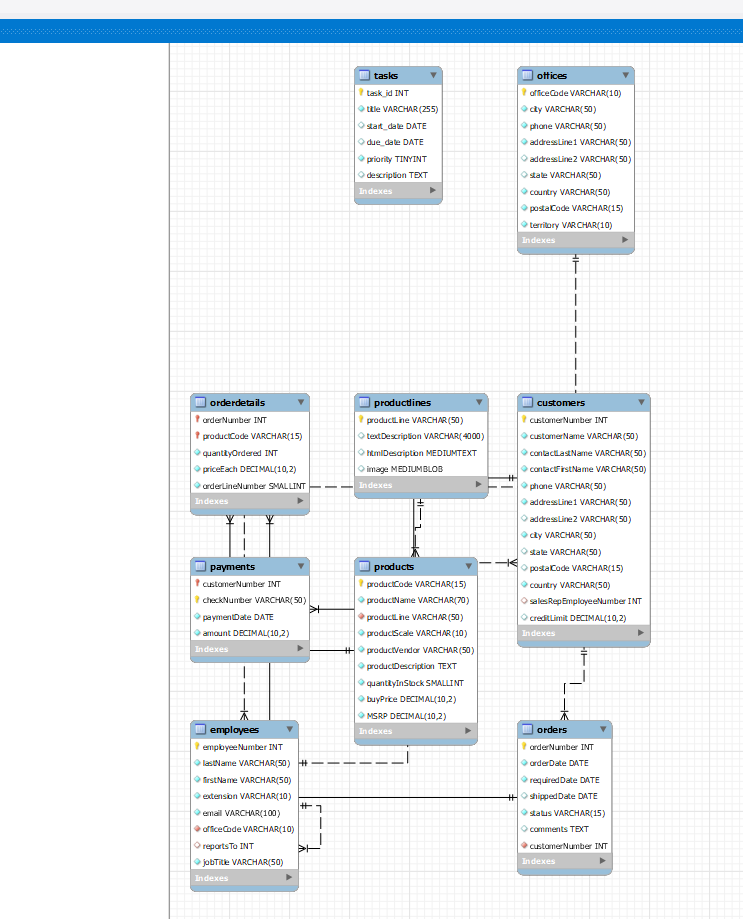 tasks
task_id INT
title VARCHAR(255)
start_date DATE
due_date DATE
priority TINYINT
description TEXT
Indexes
offices
officeCode VARCHAR(10)
city VARCHAR(50)
phone VARCHAR(50)
addressLine1 VARCHAR(50)
addressLine2 VARCHAR(50)
state VARCHAR(50)
country VARCHAR(50)
postalCode VARCHAR(15)
territory VARCHAR(10)
Indexes
orderdetails
orderNumber INT
productCode VARCHAR(15)
quantityOrdered INT
priceEach DECIMAL(10,2)
orderLineNumber SMALLINT
Indexes
productlines
productLine VARCHAR(50)
textDescription VARCHAR(4000)
htmlDescription MEDIUMTEXT
image MEDIUMBLOB
Indexes
customers
customerNumber INT
customerName VARCHAR(50)
contactLastName VARCHAR(50)
contactFirstName VARCHAR(50)
phone VARCHAR(50)
addressLine1 VARCHAR(50)
addressLine2 VARCHAR(50)
city VARCHAR(50)
state VARCHAR(50)
postalCode VARCHAR(15)
country VARCHAR(50)
salesRepEmployeeNumber INT
creditLimit DECIMAL(10,2)
Indexes
payments
customerNumber INT
checkNumber VARCHAR(50)
paymentDate DATE
amount DECIMAL(10,2)
Indexes
products
productCode VARCHAR(15)
productName VARCHAR(70)
productLine VARCHAR(50)
productScale VARCHAR(10)
productVendor VARCHAR(50)
productDescription TEXT
quantityInStock SMALLINT
buyPrice DECIMAL(10,2)
MSRP DECIMAL(10,2)
Indexes
employees
employeeNumber INT
lastName VARCHAR(50)
firstName VARCHAR(50)
extension VARCHAR(10)
email VARCHAR(100)
officeCode VARCHAR(10)
reportsTo INT
jobTitle VARCHAR(50)
Indexes
orders
orderNumber INT
orderDate DATE
requiredDate DATE
shippedDate DATE
status VARCHAR(15)
comments TEXT
customerNumber INT
Indexes